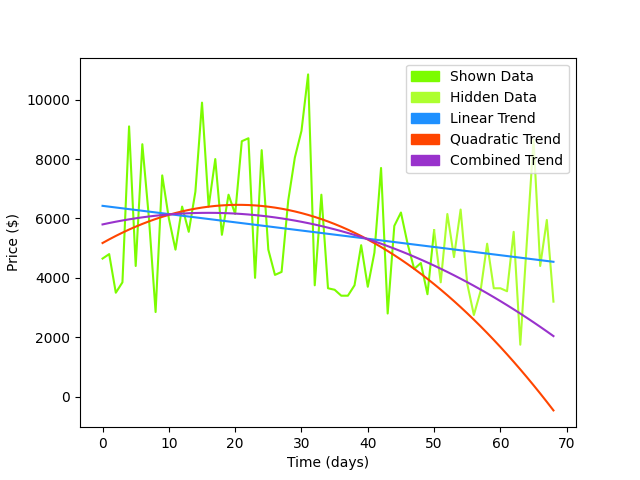 Shown Data
Hidden Data
Linear Trend
Quadratic Trend
Combined Trend
10000
8000
6000
4000
2000
0
Price ($)
0 10 20 30 40 50 60 70
Time (days)